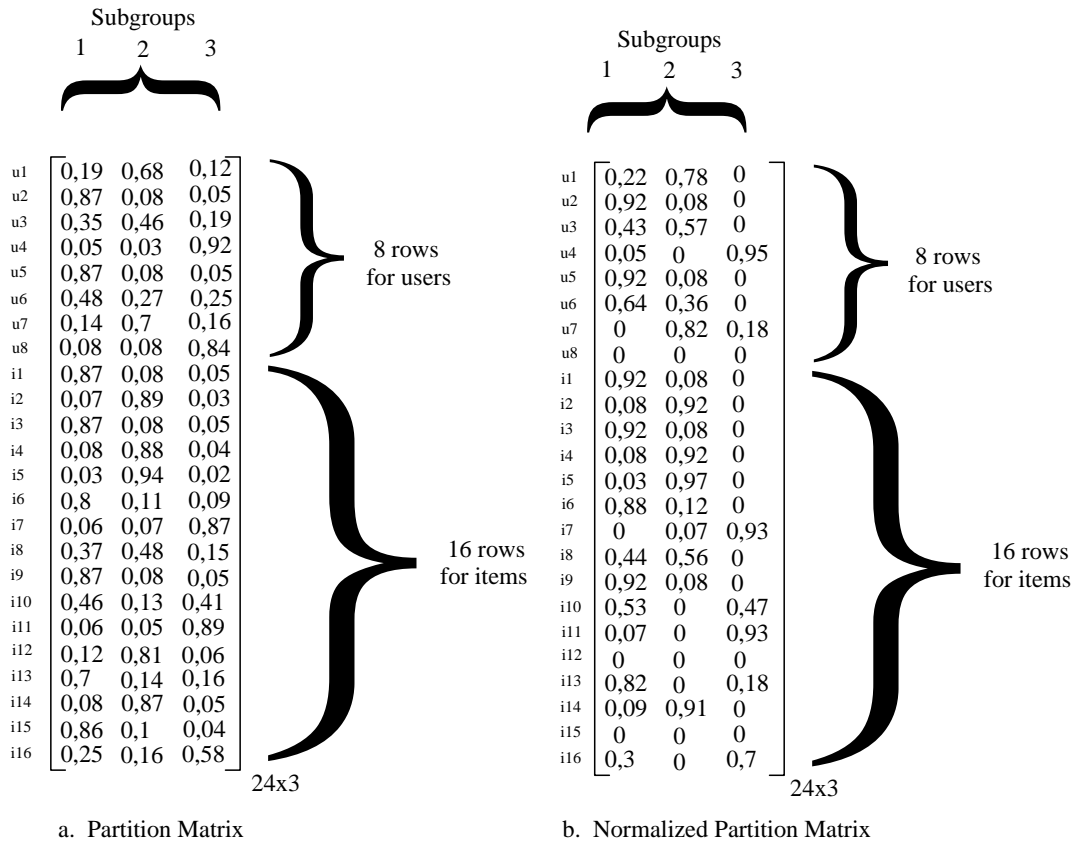 Subgroups
1 2 3
u1 0,19 0,68 0,12
u2 0,87 0,08 0,05
u3 0,35 0,46 0,19
u4 0,05 0,03 0,92
u5 0,87 0,08 0,05
u6 0,48 0,27 0,25
u7 0,14 0,7 0,16
u8 0,08 0,08 0,84
i1 0,87 0,08 0,05
i2 0,07 0,89 0,03
i3 0,87 0,08 0,05
i4 0,08 0,88 0,04
i5 0,03 0,94 0,02
i6 0,8 0,11 0,09
i7 0,06 0,07 0,87
i8 0,37 0,48 0,15
i9 0,87 0,08 0,05
i10 0,46 0,13 0,41
i11 0,06 0,05 0,89
i12 0,12 0,81 0,06
i13 0,7 0,14 0,16
i14 0,08 0,87 0,05
i15 0,86 0,1 0,04
i16 0,25 0,16 0,58
24x3
8 rows
for users
16 rows
for items
a. Partition Matrix
Subgroups
1 2 3
u1 0,22 0,78 0
u2 0,92 0,08 0
u3 0,43 0,57 0
u4 0,05 0 0,95
u5 0,92 0,08 0
u6 0,64 0,36 0
u7 0 0,82 0,18
u8 0 0 0
i1 0,92 0,08 0
i2 0,08 0,92 0
i3 0,92 0,08 0
i4 0,08 0,92 0
i5 0,03 0,97 0
i6 0,88 0,12 0
i7 0 0,07 0,93
i8 0,44 0,56 0
i9 0,92 0,08 0
i10 0,53 0 0,47
i11 0,07 0 0,93
i12 0 0 0
i13 0,82 0 0,18
i14 0,09 0,91 0
i15 0 0 0
i16 0,3 0 0,7
24x3
8 rows
for users
16 rows
for items
b. Normalized Partition Matrix